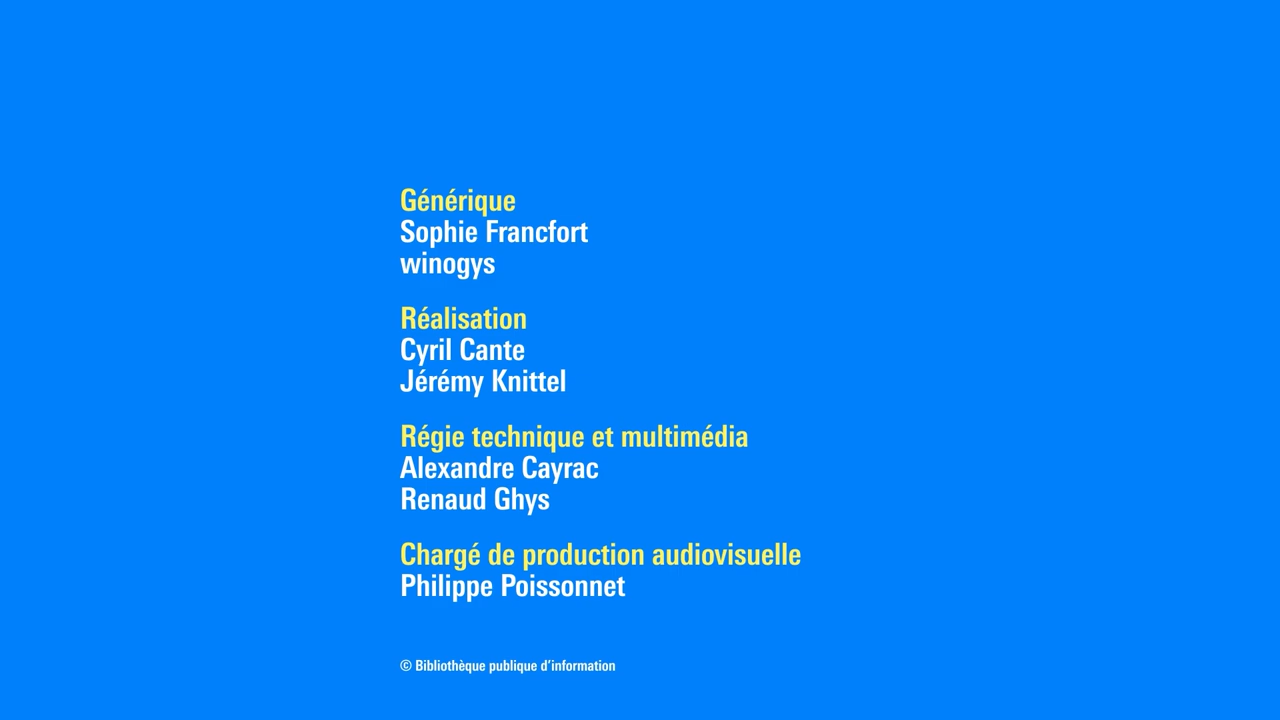 Générique
Sophie Francfort
winogys
Réalisation
Cyril Cante
Jérémy Knittel
Régie technique et multimédia
Alexandre Cayrac
Renaud Ghys
Chargé de production audiovisuelle
Philippe Poissonnet
© Bibliothèque publique d’information